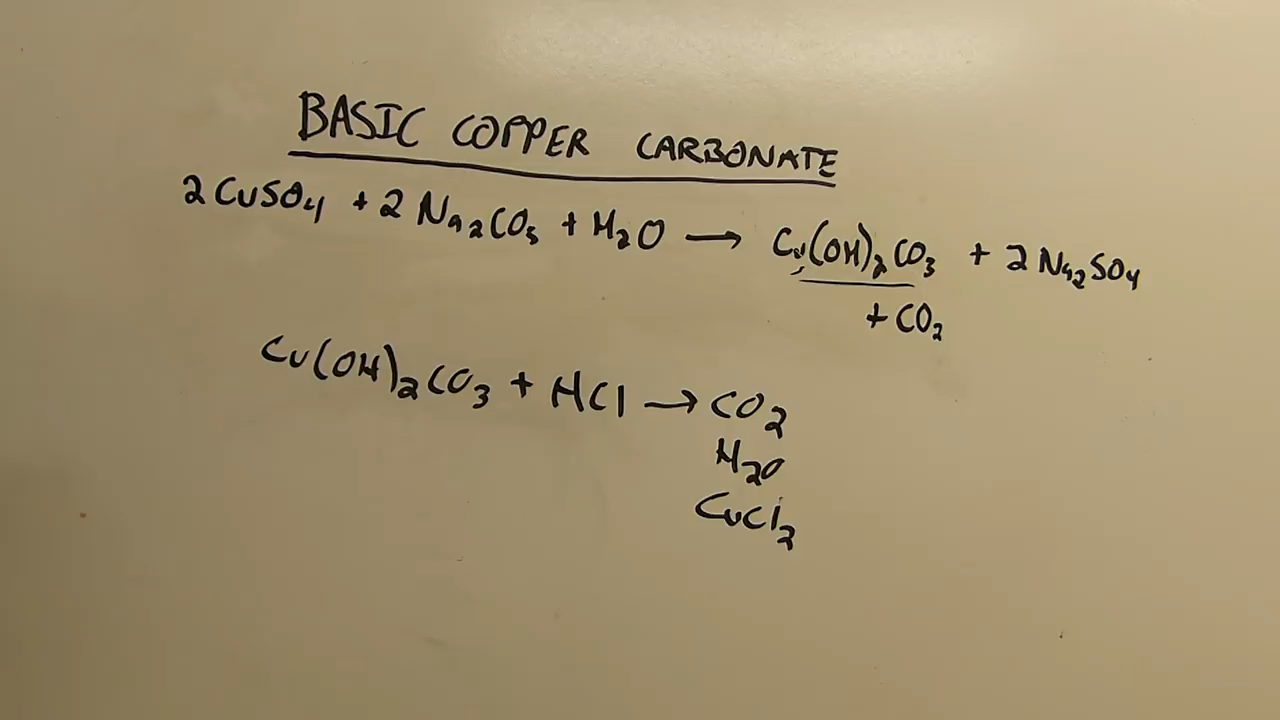 BASIC COPPER CARBONATE
2CuSO4 + 2Na2CO3 + H2O → Cu(OH)2CO3 + 2Na2SO4
+ CO2
Cu(OH)2CO3 + HCl → CO2
H2O
CuCl2